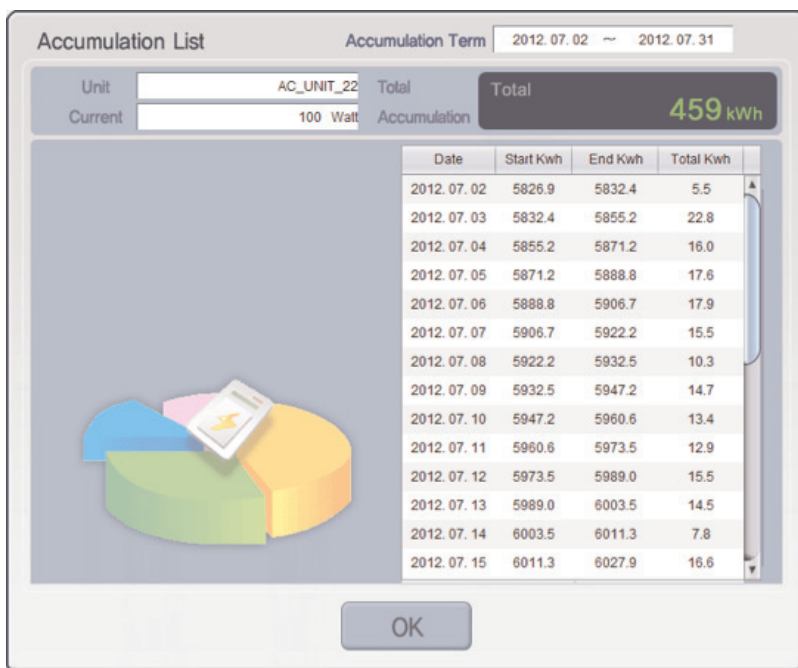 Accumulation List
Accumulation Term 2012. 07. 02 ~ 2012. 07. 31
Unit AC_UNIT_22 Total Total
Current 100 Watt Accumulation 459 kWh
Date Start Kwh End Kwh Total Kwh
2012. 07. 02 5826.9 5832.4 5.5
2012. 07. 03 5832.4 5855.2 22.8
2012. 07. 04 5855.2 5871.2 16.0
2012. 07. 05 5871.2 5888.8 17.6
2012. 07. 06 5888.8 5906.7 17.9
2012. 07. 07 5906.7 5922.2 15.5
2012. 07. 08 5922.2 5932.5 10.3
2012. 07. 09 5932.5 5947.2 14.7
2012. 07. 10 5947.2 5960.6 13.4
2012. 07. 11 5960.6 5973.5 12.9
2012. 07. 12 5973.5 5989.0 15.5
2012. 07. 13 5989.0 6003.5 14.5
2012. 07. 14 6003.5 6011.3 7.8
2012. 07. 15 6011.3 6027.9 16.6
OK